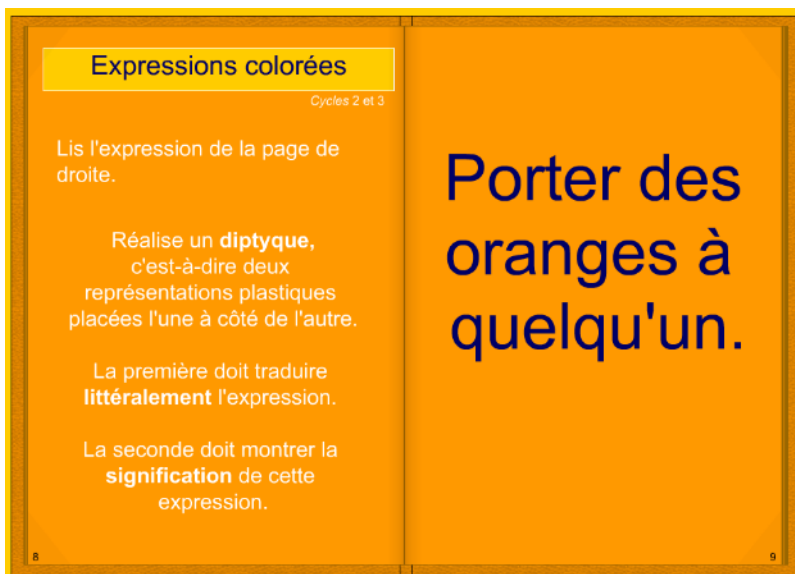 Expressions colorées
Cycles 2 et 3
Lis l'expression de la page de
droite.
Réalise un diptyque,
c'est-à-dire deux
représentations plastiques
placées l'une à côté de l'autre.
La première doit traduire
littéralement l'expression.
La seconde doit montrer la
signification de cette
expression.
8
Porter des
oranges à
quelqu'un.
9